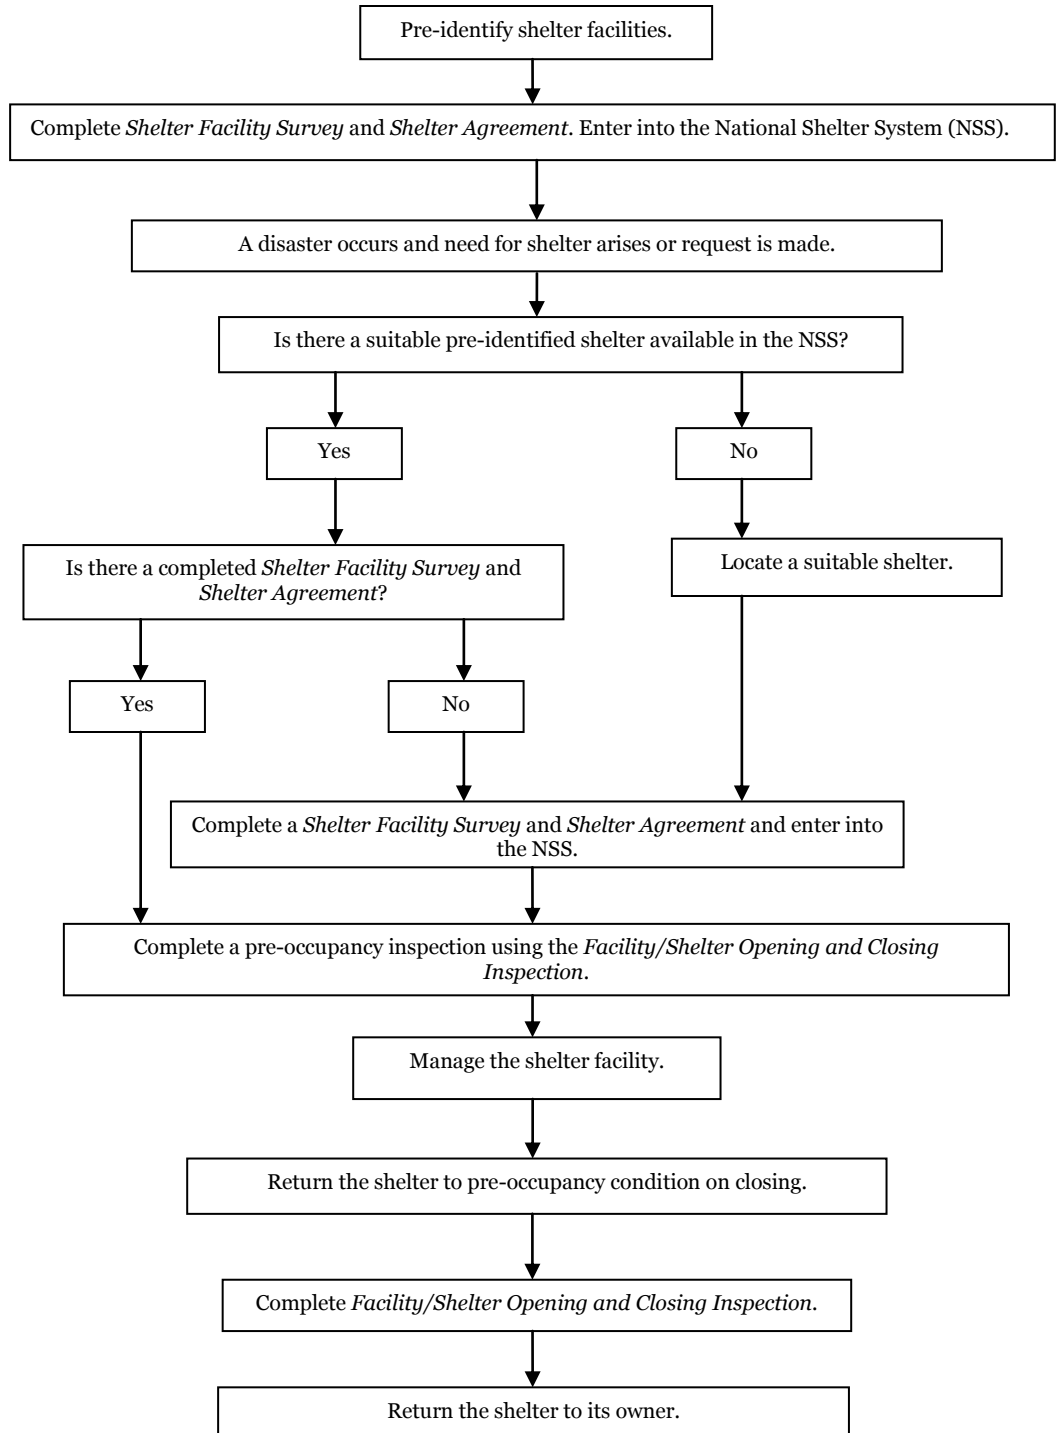 Pre-identify shelter facilities.
Complete Shelter Facility Survey and Shelter Agreement. Enter into the National Shelter System (NSS).
A disaster occurs and need for shelter arises or request is made.
Is there a suitable pre-identified shelter available in the NSS?
Yes
No
Is there a completed Shelter Facility Survey and
Shelter Agreement?
Locate a suitable shelter.
Yes
No
Complete a Shelter Facility Survey and Shelter Agreement and enter into
the NSS.
Complete a pre-occupancy inspection using the Facility/Shelter Opening and Closing
Inspection.
Manage the shelter facility.
Return the shelter to pre-occupancy condition on closing.
Complete Facility/Shelter Opening and Closing Inspection.
Return the shelter to its owner.